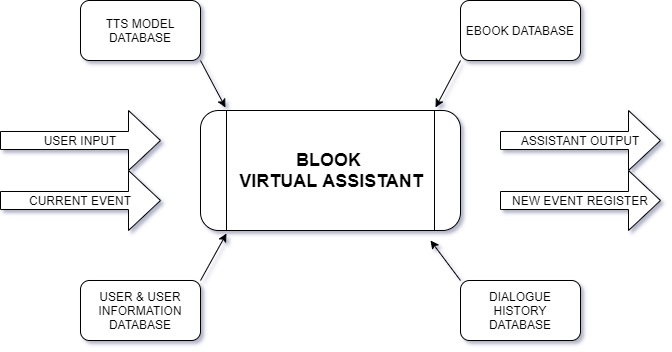 TTS MODEL
DATABASE
EBOOK DATABASE
USER INPUT
ASSISTANT OUTPUT
BLOOK
VIRTUAL ASSISTANT
CURRENT EVENT
NEW EVENT REGISTER
USER & USER
INFORMATION
DATABASE
DIALOGUE
HISTORY
DATABASE